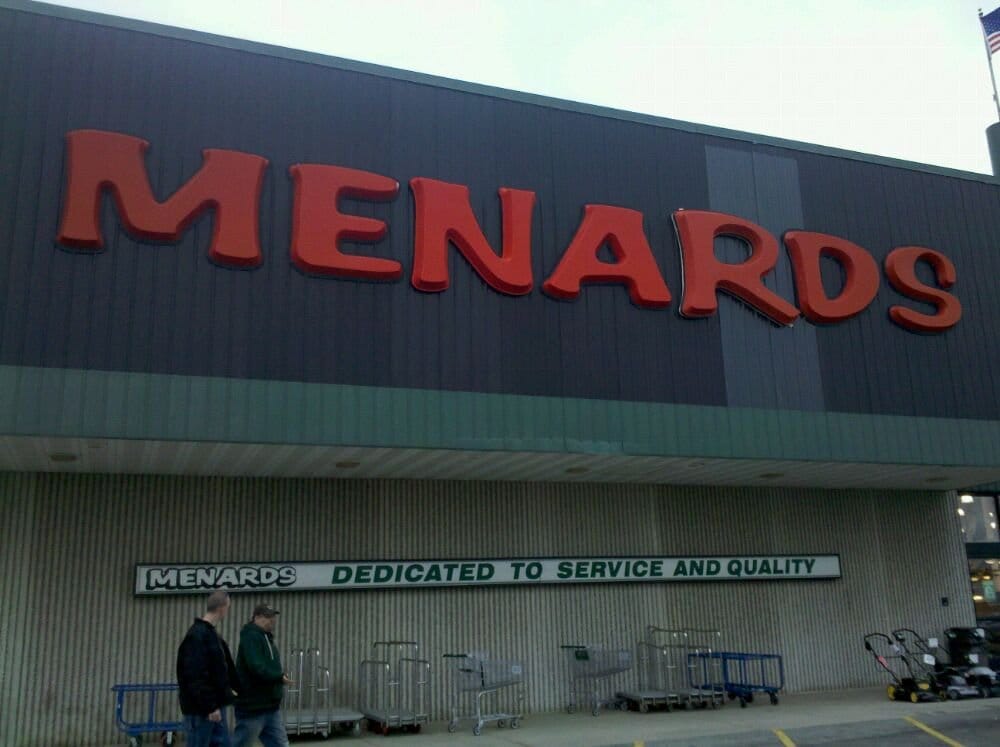 MENARDS
MENARDS DEDICATED TO SERVICE AND QUALITY